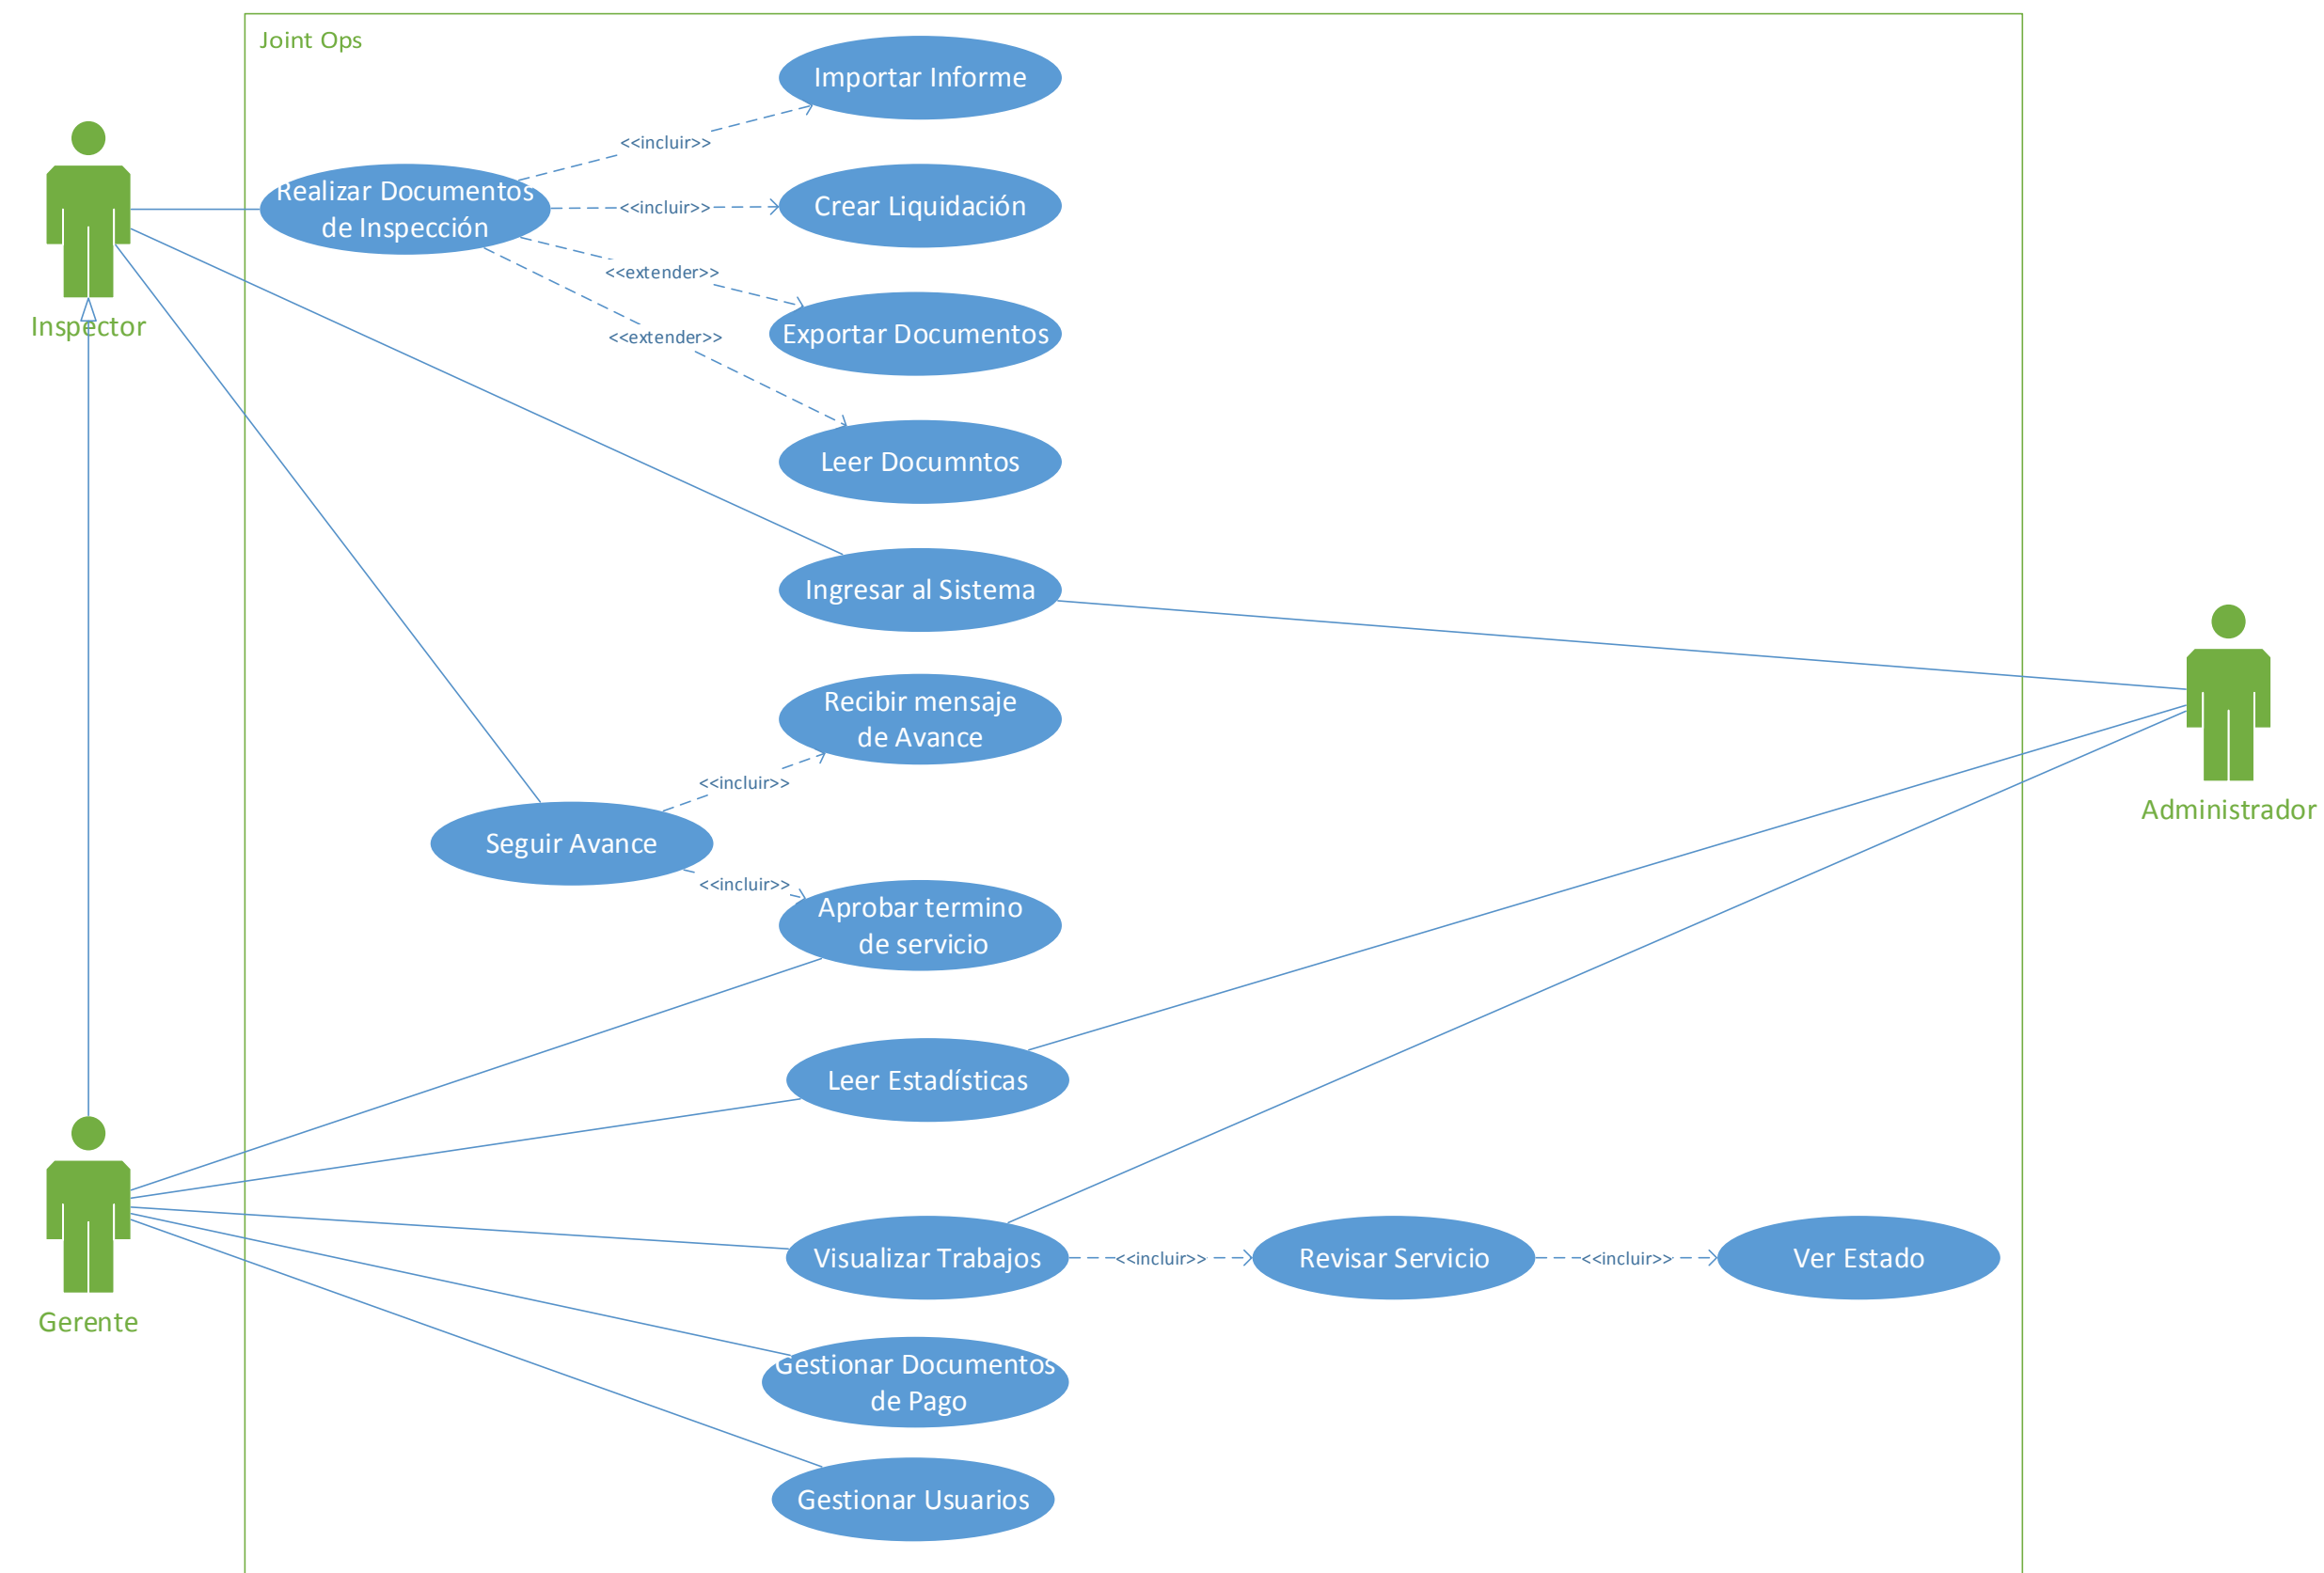 Joint Ops
Importar Informe
<<incluir>>
Realizar Documentos
de Inspección
<<incluir>>
Crear Liquidación
<<extender>>
Inspector
Exportar Documentos
<<extender>>
Leer Documntos
Ingresar al Sistema
Recibir mensaje
de Avance
<<incluir>>
Administrador
Seguir Avance
<<incluir>>
Aprobar termino
de servicio
Leer Estadísticas
Visualizar Trabajos
<<incluir>>
Revisar Servicio
<<incluir>>
Ver Estado
Gerente
Gestionar Documentos
de Pago
Gestionar Usuarios